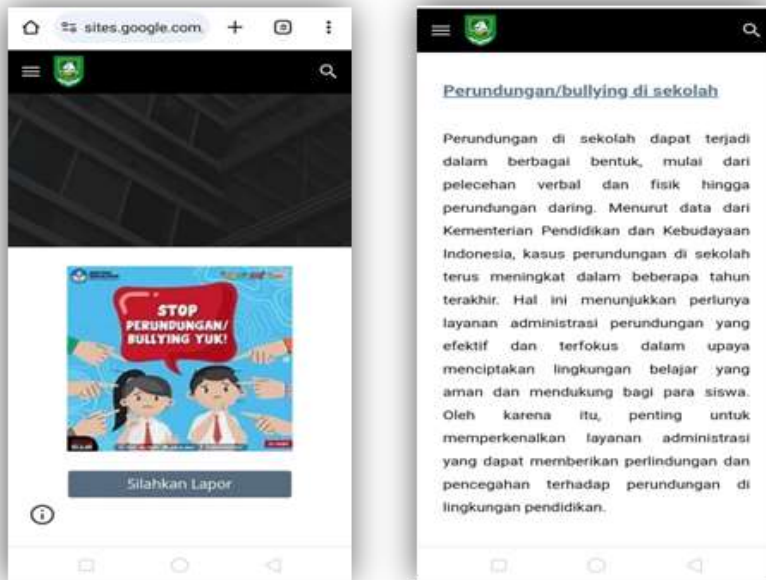 sites.google.com
STOP
PERUNDUNGAN/
BULLYING YUK!
Silahkan Lapor
Perundungan/bullying di sekolah
Perundungan di sekolah dapat terjadi
dalam berbagai bentuk, mulai dari
pelecehan verbal dan fisik hingga
perundungan daring. Menurut data dari
Kementerian Pendidikan dan Kebudayaan
Indonesia, kasus perundungan di sekolah
terus meningkat dalam beberapa tahun
terakhir. Hal ini menunjukkan perlunya
layanan administrasi perundungan yang
efektif dan terfokus dalam upaya
menciptakan lingkungan belajar yang
aman dan mendukung bagi para siswa.
Oleh karena itu, penting untuk
memperkenalkan layanan administrasi
yang dapat memberikan perlindungan dan
pencegahan terhadap perundungan di
lingkungan pendidikan.